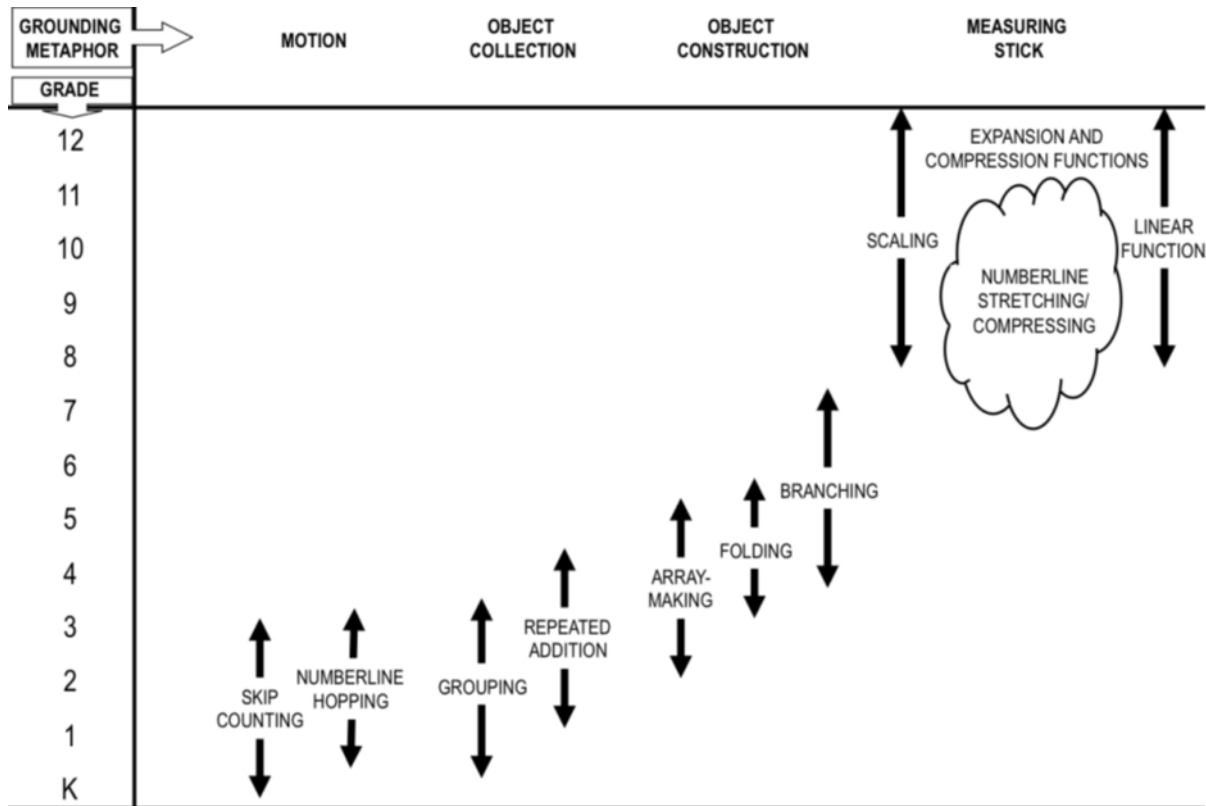 GROUNDING
METAPHOR
MOTION
OBJECT
COLLECTION
OBJECT
CONSTRUCTION
MEASURING
STICK
GRADE
12
11
10
9
8
7
6
5
4
3
2
1
K
SKIP
COUNTING
NUMBERLINE
HOPPING
GROUPING
REPEATED
ADDITION
ARRAY-
MAKING
FOLDING
BRANCHING
SCALING
EXPANSION AND
COMPRESSION FUNCTIONS
NUMBERLINE
STRETCHING/
COMPRESSING
LINEAR
FUNCTION